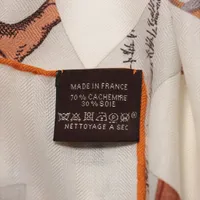 MADE IN FRANCE
70 % CACHEMIRE
30 % SOIE
NETTOYAGE A SEC